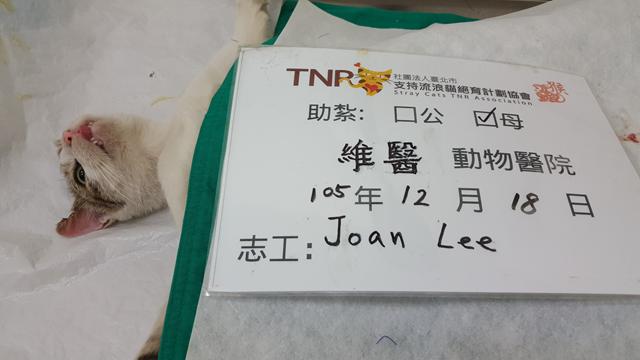 TNR 社團法人臺北市
支持流浪貓絕育計劃協會
Stray Cats TNR Association
助紮: □公 ☑母
維醫 動物醫院
105年 12 月 18 日
志工: Joan Lee